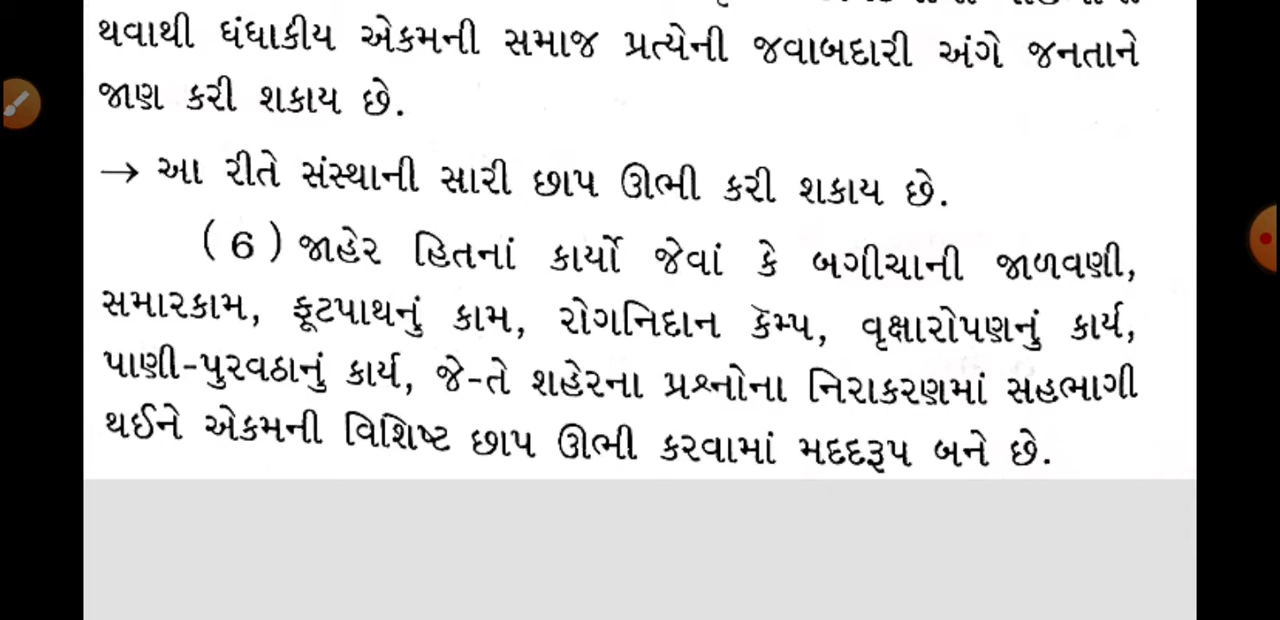 થવાથી ધંધાકીય એકમની સમાજ પ્રત્યેની જવાબદારી અંગે જનતાને
જાણ કરી શકાય છે.
→ આ રીતે સંસ્થાની સારી છાપ ઊભી કરી શકાય છે.
(6) જાહેર હિતનાં કાર્યો જેવાં કે બગીચાની જાળવણી,
સમારકામ, ફૂટપાથનું કામ, રોગનિદાન કૅમ્પ, વૃક્ષારોપણનું કાર્ય,
પાણી-પુરવઠાનું કાર્ય, જે-તે શહેરના પ્રશ્નોના નિરાકરણમાં સહભાગી
થઈને એકમની વિશિષ્ટ છાપ ઊભી કરવામાં મદદરૂપ બને છે.